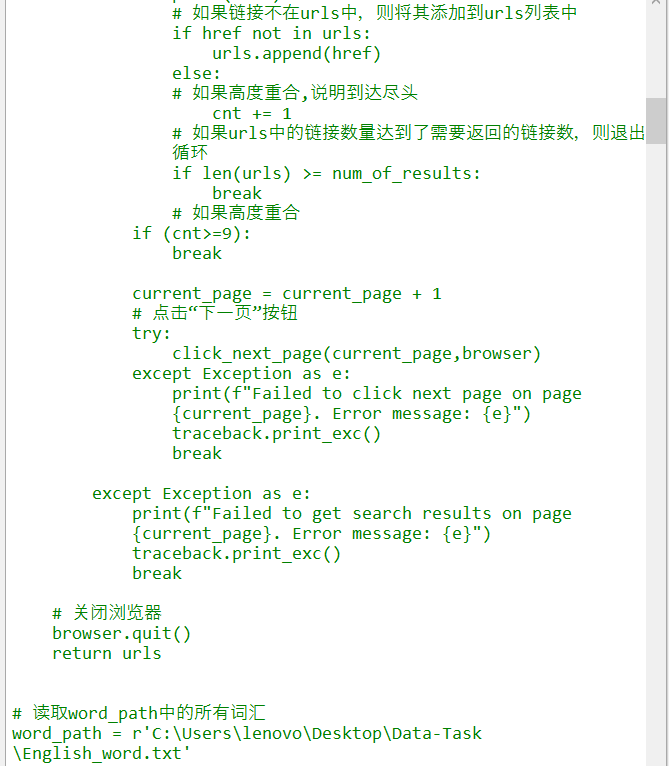 # 如果链接不在urls中, 则将其添加到urls列表中
if href not in urls:
urls.append(href)
else:
# 如果高度重合,说明到达尽头
cnt += 1
# 如果urls中的链接数量达到了需要返回的链接数, 则退出
循环
if len(urls) >= num_of_results:
break
# 如果高度重合
if (cnt>=9):
break
current_page = current_page + 1
# 点击“下一页”按钮
try:
click_next_page(current_page,browser)
except Exception as e:
print(f"Failed to click next page on page
{current_page}. Error message: {e}")
traceback.print_exc()
break
except Exception as e:
print(f"Failed to get search results on page
{current_page}. Error message: {e}")
traceback.print_exc()
break
# 关闭浏览器
browser.quit()
return urls
# 读取word_path中的所有词汇
word_path = r'C:\Users\lenovo\Desktop\Data-Task
\English_word.txt'